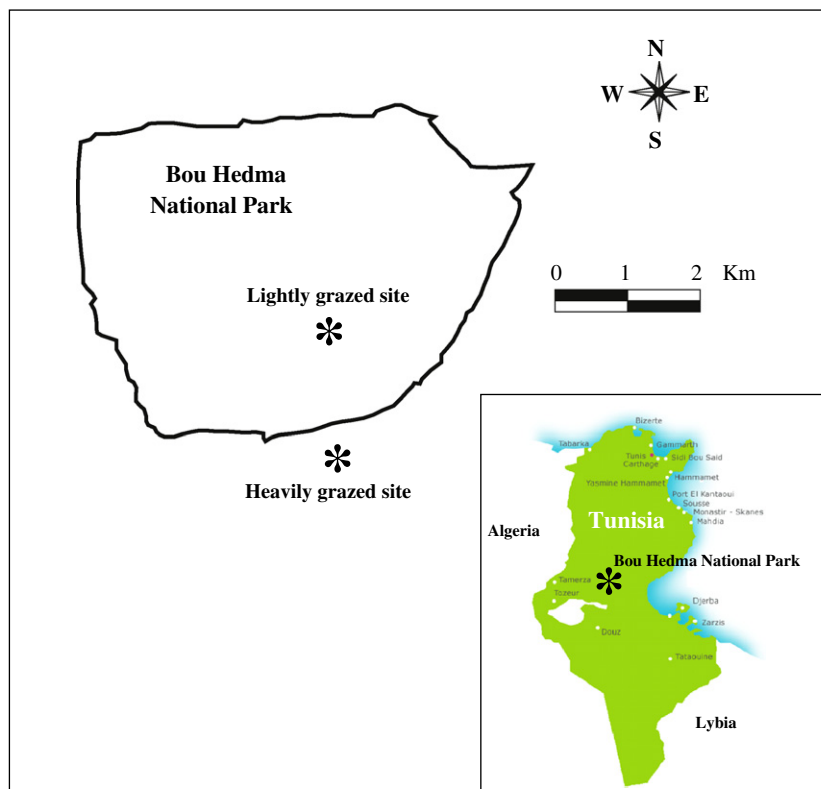 N
W E
S
Bou Hedma
National Park
0 1 2 Km
Lightly grazed site
Heavily grazed site
Bizerte
Tabarka
Gammarth
Tunis
Sidi Bou Said
Carthage
Hammamet
Yasmine Hammamet
Port El Kantaoui
Sousse
Monastir - Skanes
Mahdia
Tunisia
Algeria
Bou Hedma National Park
Tamerza
Tozeur
Djerba
Zarzis
Douz
Tataouine
Lybia